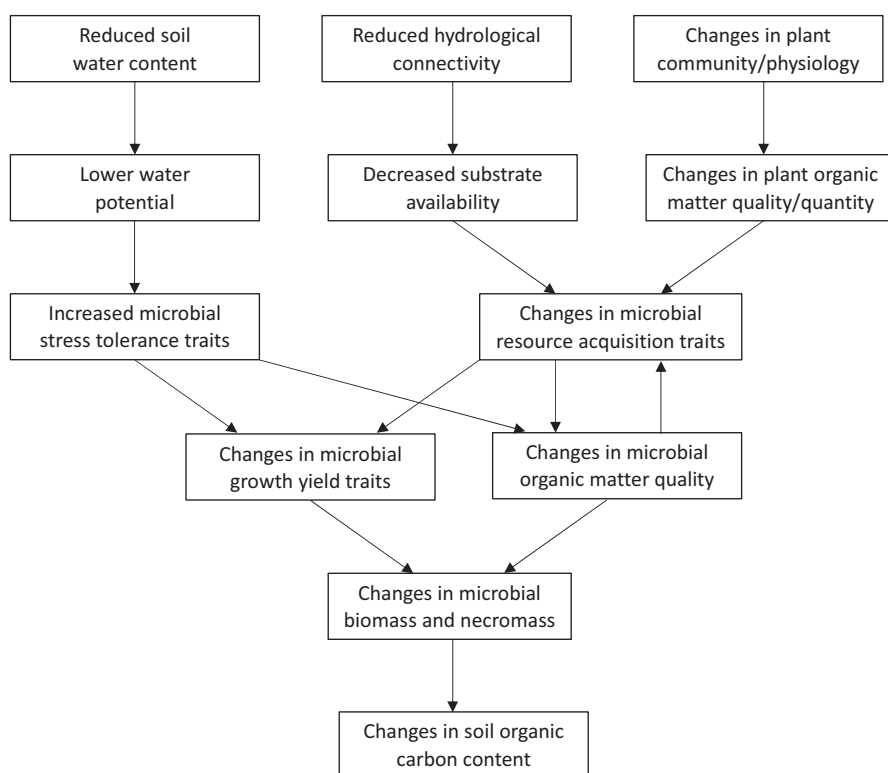 Reduced soil
water content
Reduced hydrological
connectivity
Changes in plant
community/physiology
Lower water
potential
Decreased substrate
availability
Changes in plant organic
matter quality/quantity
Increased microbial
stress tolerance traits
Changes in microbial
resource acquisition traits
Changes in microbial
growth yield traits
Changes in microbial
organic matter quality
Changes in microbial
biomass and necromass
Changes in soil organic
carbon content